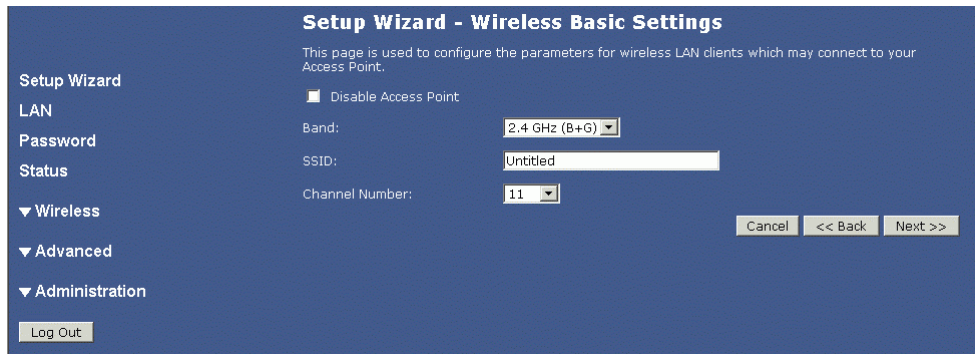 Setup Wizard - Wireless Basic Settings
This page is used to configure the parameters for wireless LAN clients which may connect to your
Access Point.
Setup Wizard
LAN
Password
Status
Wireless
Advanced
Administration
Log Out
Disable Access Point
Band: 2.4 GHz (B+G)
SSID: Untitled
Channel Number: 11
Cancel << Back Next >>